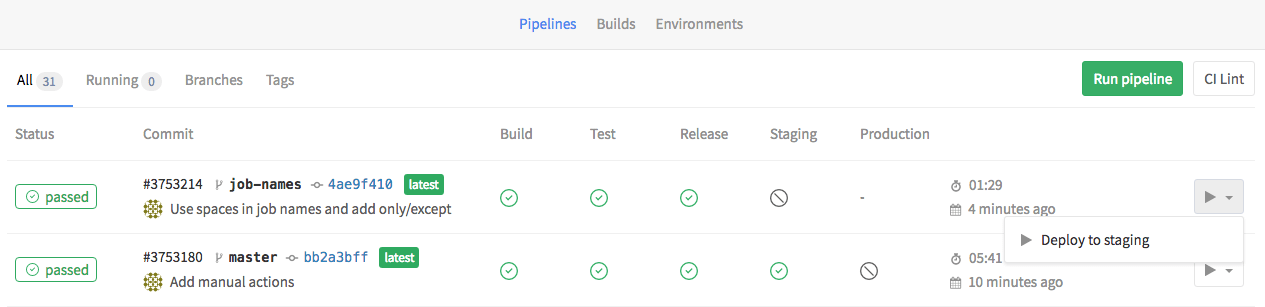 Pipelines Builds Environments
All 31 Running 0 Branches Tags Run pipeline CI Lint
Status Commit Build Test Release Staging Production
passed #3753214 job-names 4ae9f410 latest - 01:29
Use spaces in job names and add only/except 4 minutes ago
Deploy to staging
passed #3753180 master bb2a3bff latest 05:41
Add manual actions 10 minutes ago